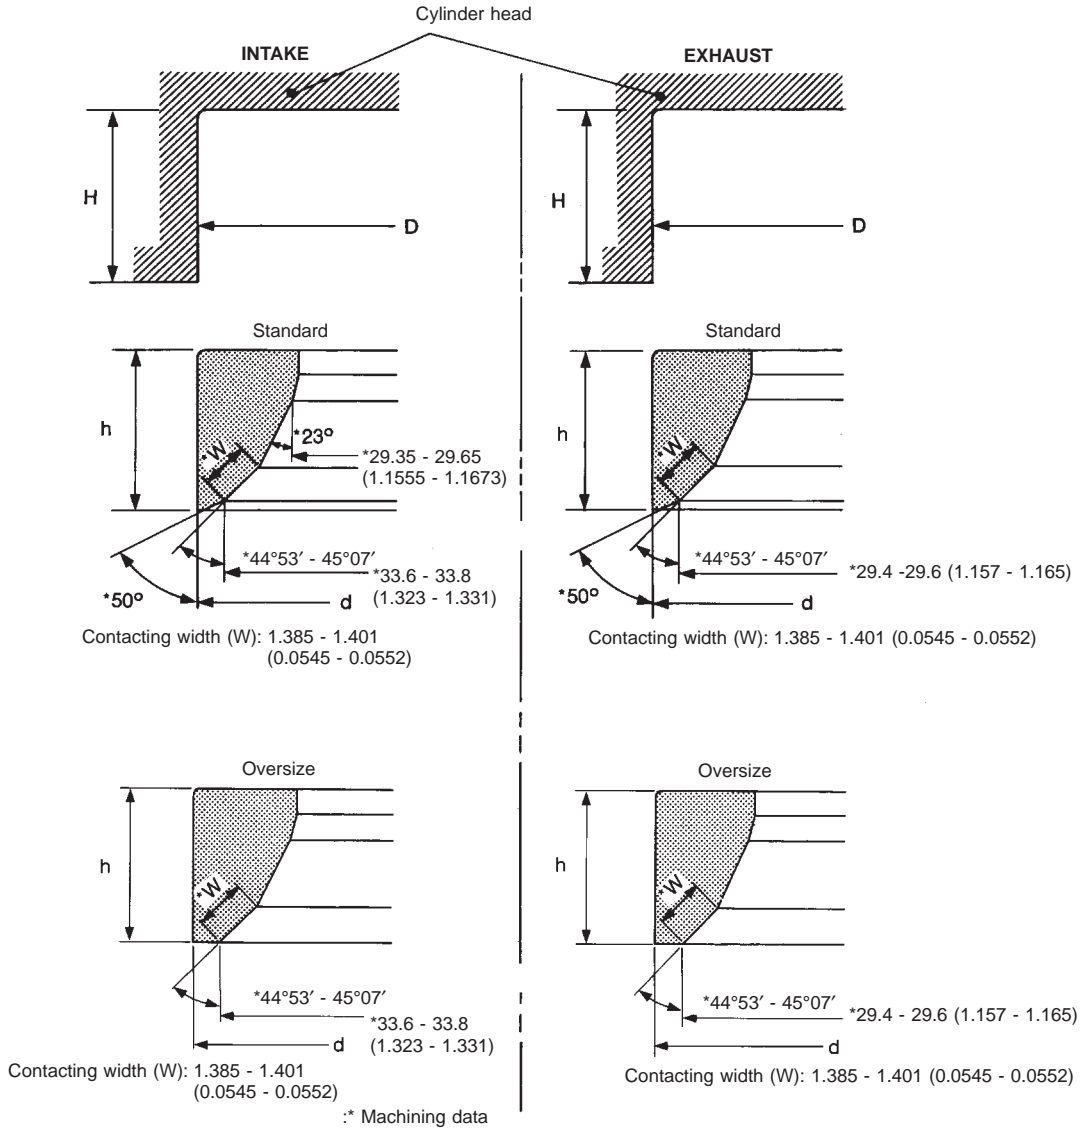 Cylinder head
INTAKE
EXHAUST
H
D
H
D
Standard
h
*W
*23°
*29.35 - 29.65
(1.1555 - 1.1673)
*44°53′ - 45°07′
*33.6 - 33.8
(1.323 - 1.331)
*50°
d
Contacting width (W): 1.385 - 1.401
(0.0545 - 0.0552)
Standard
h
*W
*44°53′ - 45°07′
*29.4 -29.6 (1.157 - 1.165)
*50°
d
Contacting width (W): 1.385 - 1.401 (0.0545 - 0.0552)
Oversize
h
*W
*44°53′ - 45°07′
*33.6 - 33.8
(1.323 - 1.331)
d
Contacting width (W): 1.385 - 1.401
(0.0545 - 0.0552)
Oversize
h
*W
*44°53′ - 45°07′
*29.4 - 29.6 (1.157 - 1.165)
d
Contacting width (W): 1.385 - 1.401 (0.0545 - 0.0552)
:* Machining data